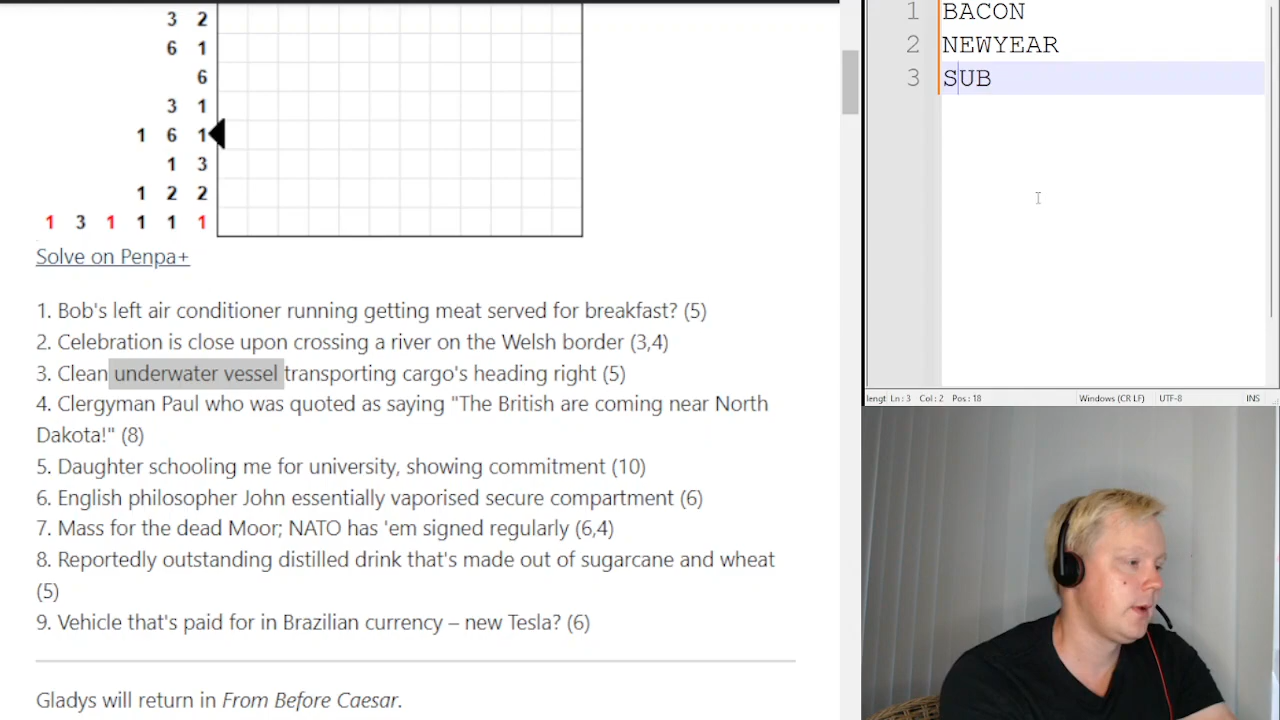 3 2
6 1
6
3 1
1 6 1
1 3
1 2 2
1 3 1 1 1 1
Solve on Penpa+
1. Bob's left air conditioner running getting meat served for breakfast? (5)
2. Celebration is close upon crossing a river on the Welsh border (3,4)
3. Clean underwater vessel transporting cargo's heading right (5)
4. Clergyman Paul who was quoted as saying "The British are coming near North
Dakota!" (8)
5. Daughter schooling me for university, showing commitment (10)
6. English philosopher John essentially vaporised secure compartment (6)
7. Mass for the dead Moor; NATO has 'em signed regularly (6,4)
8. Reportedly outstanding distilled drink that's made out of sugarcane and wheat
(5)
9. Vehicle that's paid for in Brazilian currency – new Tesla? (6)
Gladys will return in From Before Caesar.
1 BACON
2 NEWYEAR
3 SUB
lengt Ln: 3 Col: 2 Pos: 18 Windows (CR LF) UTF-8 INS